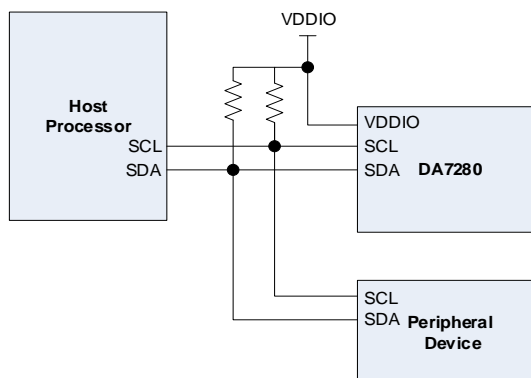 VDDIO
Host
Processor
SCL
SDA
VDDIO
SCL
SDA
DA7280
SCL
SDA
Peripheral
Device